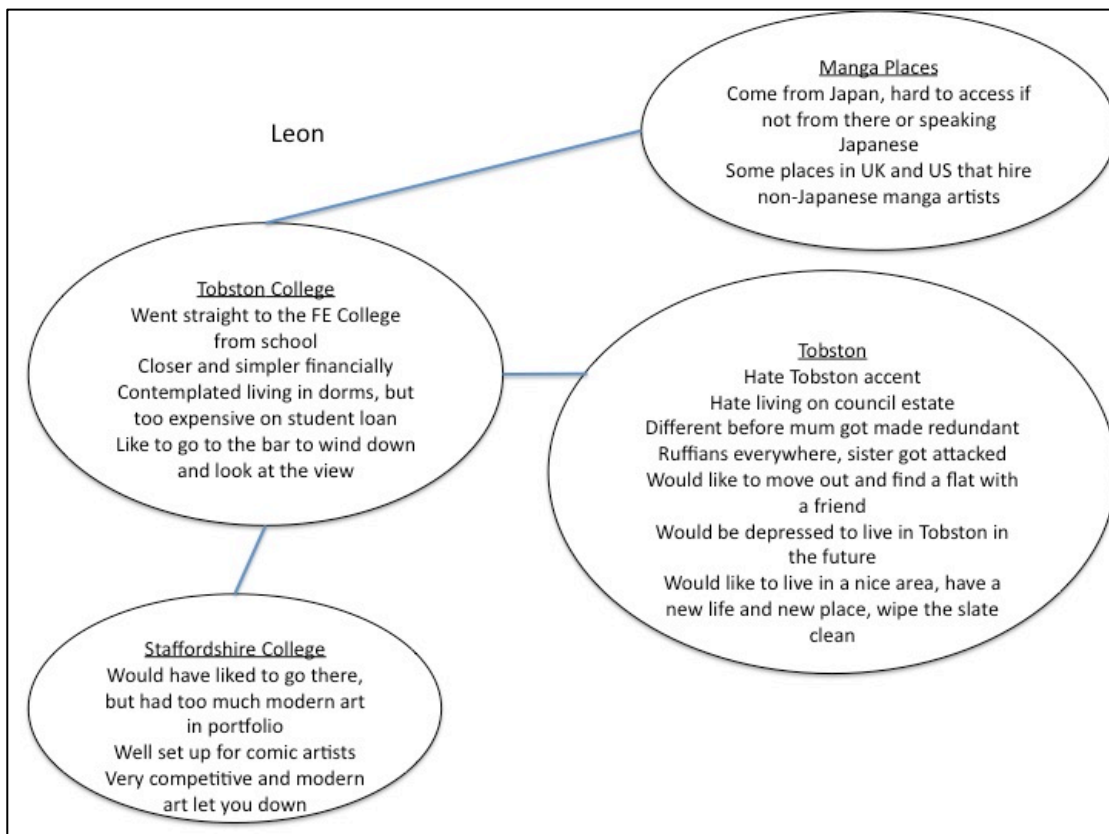 Leon
Manga Places
Come from Japan, hard to access if
not from there or speaking
Japanese
Some places in UK and US that hire
non-Japanese manga artists
Tobston College
Went straight to the FE College
from school
Closer and simpler financially
Contemplated living in dorms, but
too expensive on student loan
Like to go to the bar to wind down
and look at the view
Tobston
Hate Tobston accent
Hate living on council estate
Different before mum got made redundant
Ruffians everywhere, sister got attacked
Would like to move out and find a flat with
a friend
Would be depressed to live in Tobston in
the future
Would like to live in a nice area, have a
new life and new place, wipe the slate
clean
Staffordshire College
Would have liked to go there,
but had too much modern art
in portfolio
Well set up for comic artists
Very competitive and modern
art let you down